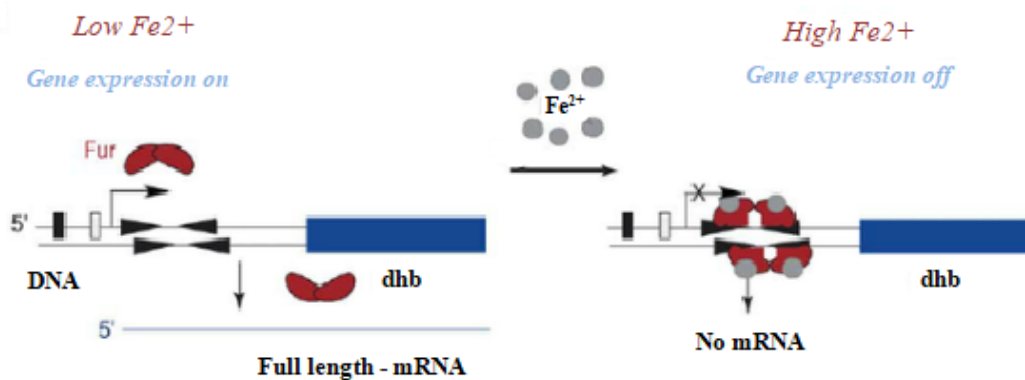 Low Fe2+
Gene expression on
Fur
5'
DNA
dhb
5'
Full length - mRNA
Fe²⁺
High Fe2+
Gene expression off
X
dhb
No mRNA